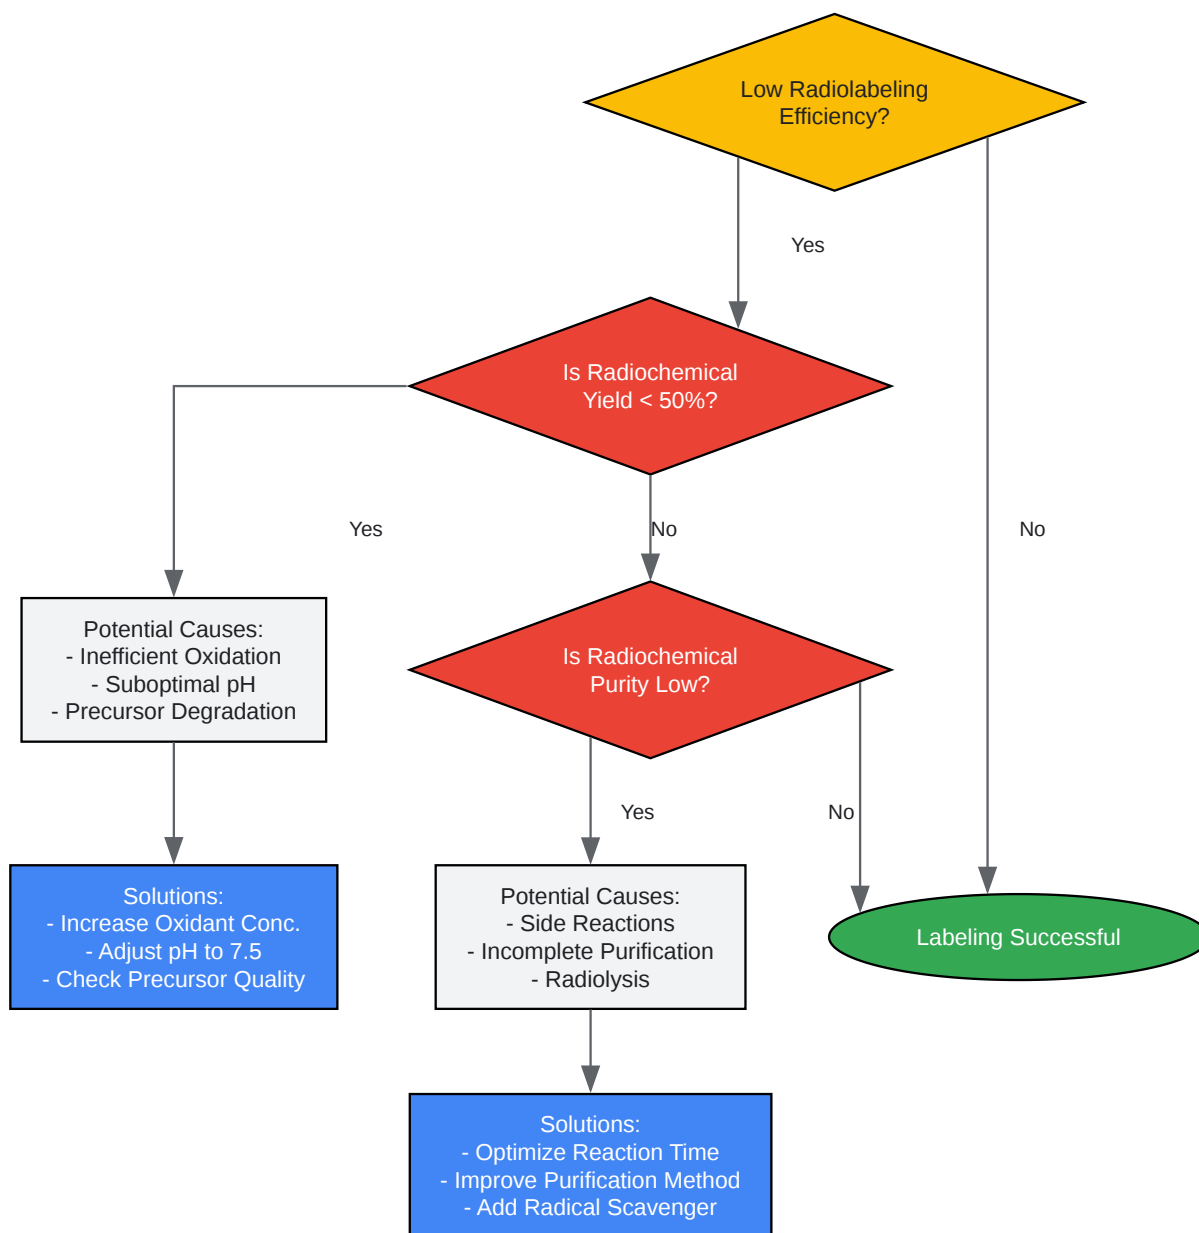 Low Radiolabeling
Efficiency?
Yes
Is Radiochemical
Yield < 50%?
Yes
No
No
Potential Causes:
- Inefficient Oxidation
- Suboptimal pH
- Precursor Degradation
Is Radiochemical
Purity Low?
Yes
No
Solutions:
- Increase Oxidant Conc.
- Adjust pH to 7.5
- Check Precursor Quality
Potential Causes:
- Side Reactions
- Incomplete Purification
- Radiolysis
Labeling Successful
Solutions:
- Optimize Reaction Time
- Improve Purification Method
- Add Radical Scavenger